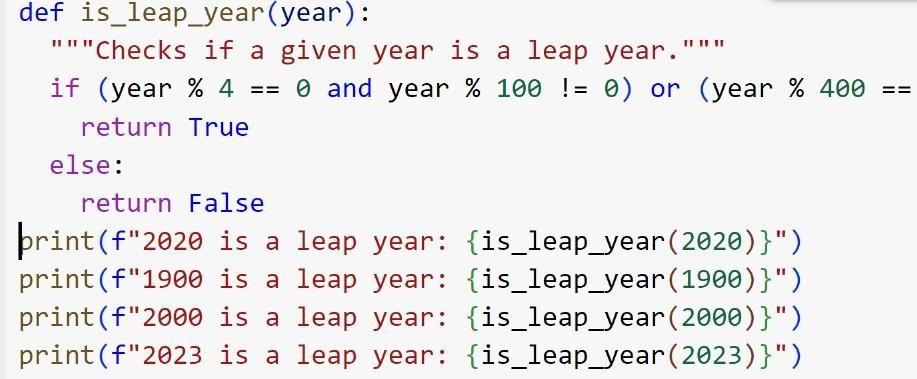 def is_leap_year(year):
  """Checks if a given year is a leap year."""
  if (year % 4 == 0 and year % 100 != 0) or (year % 400 ==
    return True
  else:
    return False
print(f"2020 is a leap year: {is_leap_year(2020)}")
print(f"1900 is a leap year: {is_leap_year(1900)}")
print(f"2000 is a leap year: {is_leap_year(2000)}")
print(f"2023 is a leap year: {is_leap_year(2023)}")